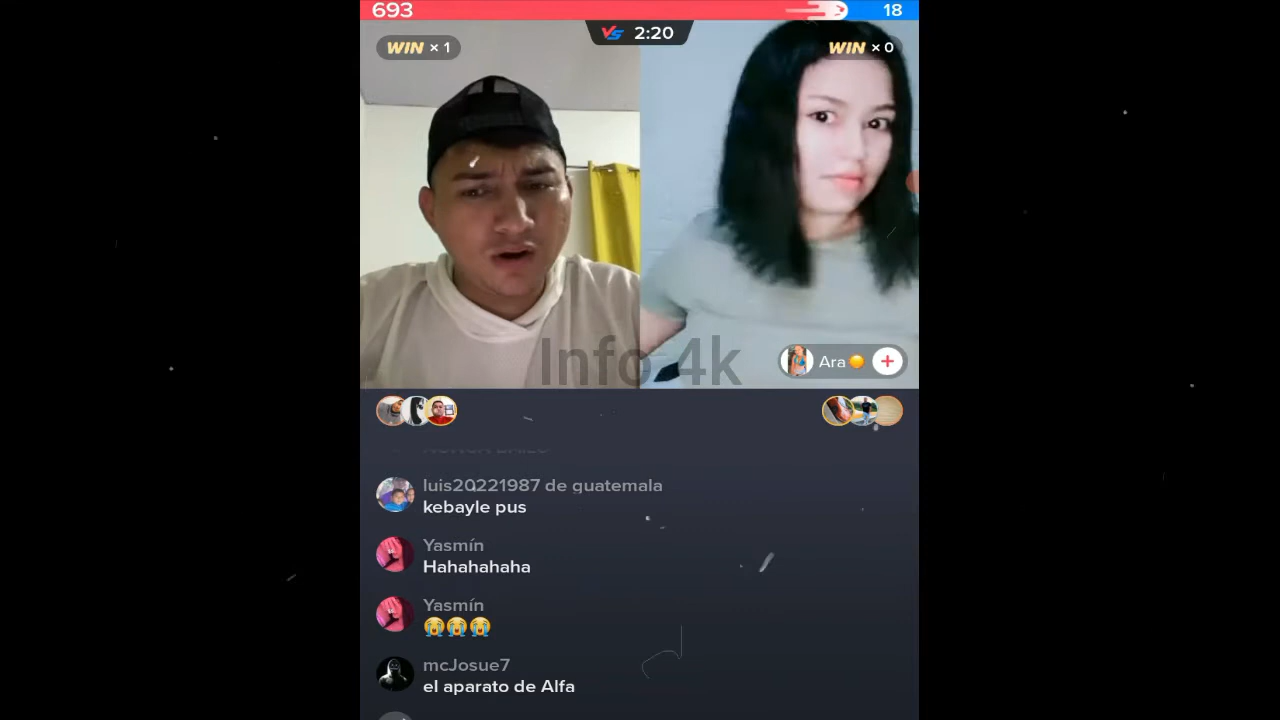 693
18
VS 2:20
WIN × 1
WIN × 0
Info 4k
Ara
luis20221987 de guatemala
kebayle pus
Yasmín
Hahahahaha
Yasmín
mcJosue7
el aparato de Alfa